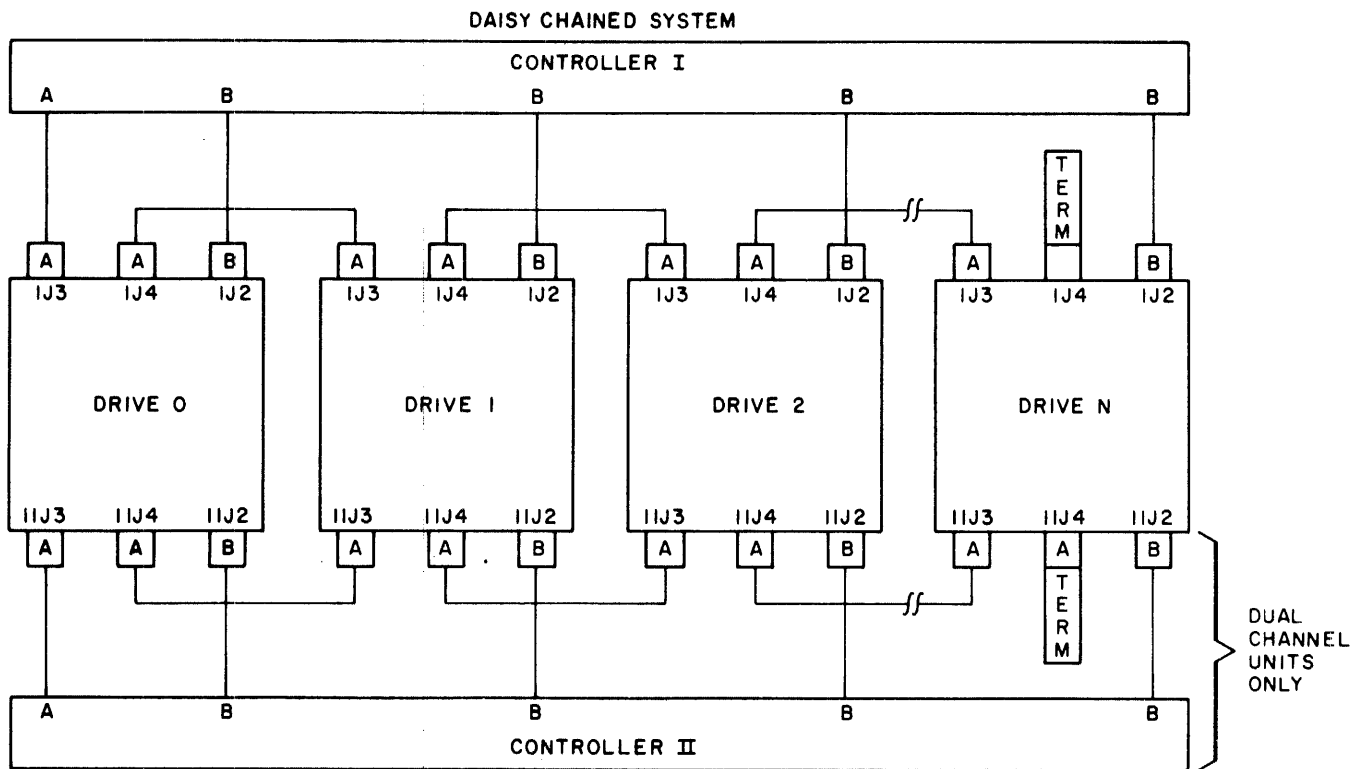 DAISY CHAINED SYSTEM
CONTROLLER I
A B B B B
TERM
A A B A A B A A B A B
IJ3 IJ4 IJ2 IJ3 IJ4 IJ2 IJ3 IJ4 IJ2 IJ3 IJ4 IJ2
DRIVE 0 DRIVE I DRIVE 2 DRIVE N
IIJ3 IIJ4 IIJ2 IIJ3 IIJ4 IIJ2 IIJ3 IIJ4 IIJ2 IIJ3 IIJ4 IIJ2
A A B A A B A A B A A B
TERM
DUAL
CHANNEL
UNITS
ONLY
A B B B B
CONTROLLER II